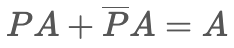 PA + P̅A = A